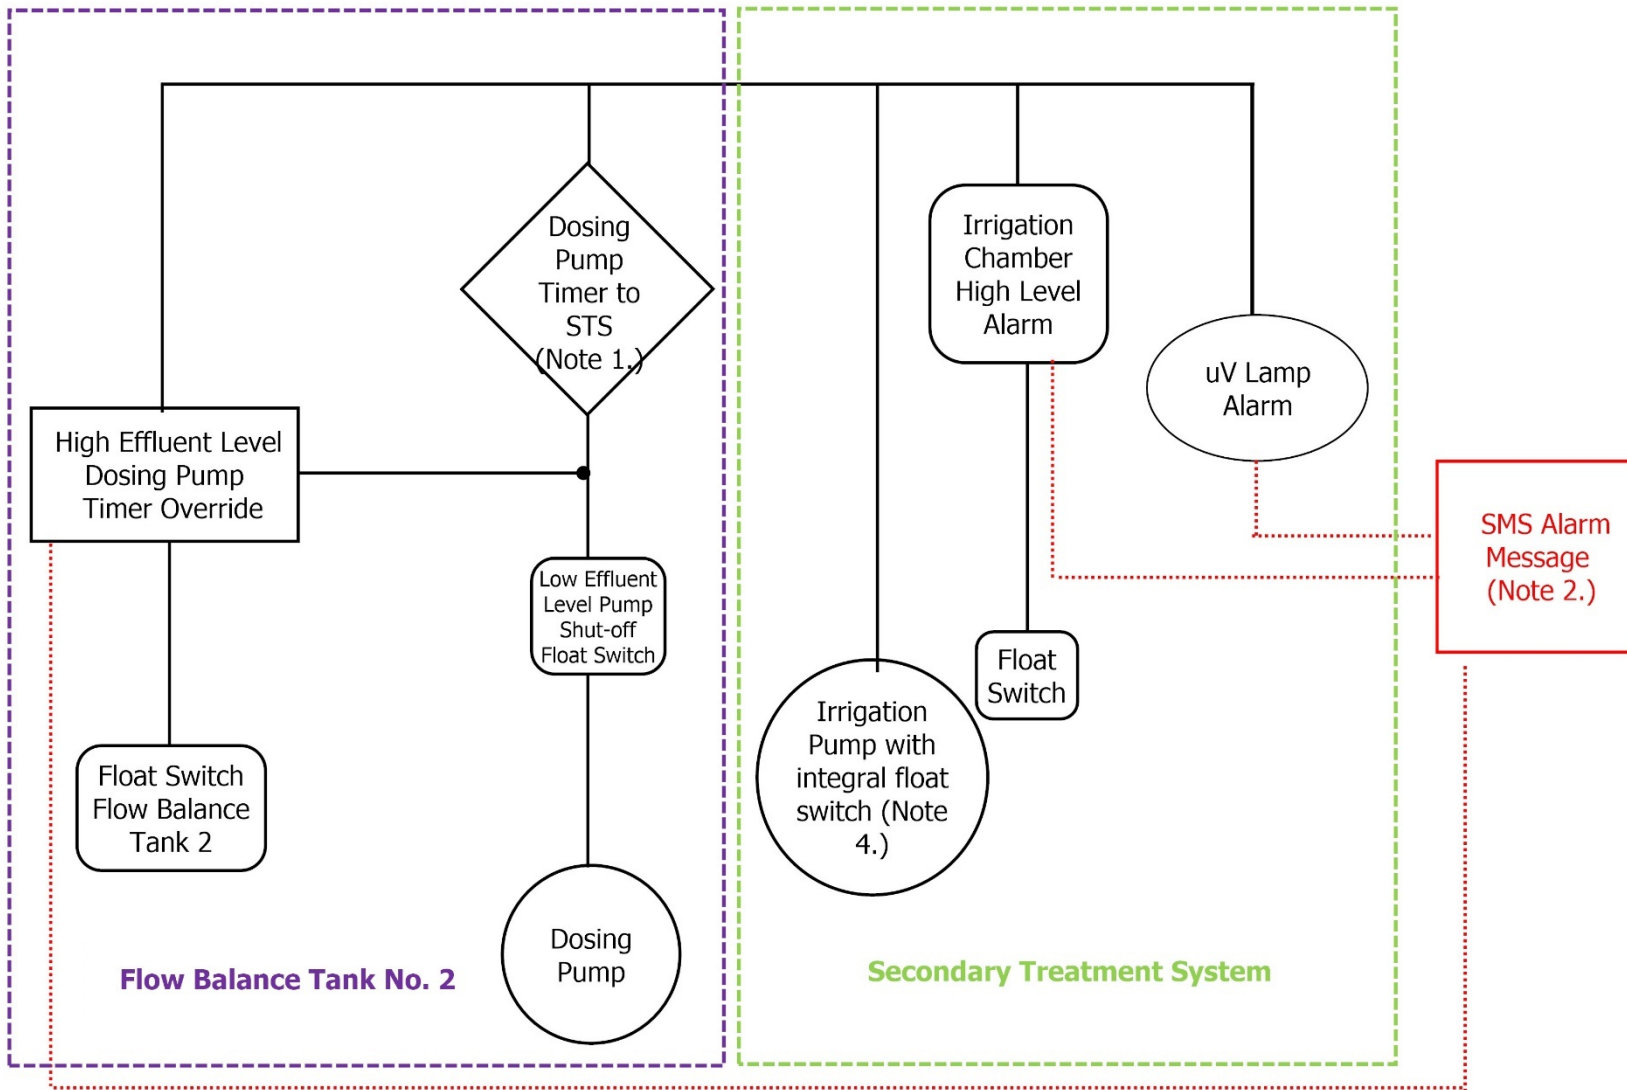 Dosing
Pump
Timer to
STS
(Note 1.)
High Effluent Level
Dosing Pump
Timer Override
Low Effluent
Level Pump
Shut-off
Float Switch
Float Switch
Flow Balance
Tank 2
Dosing
Pump
Flow Balance Tank No. 2
Irrigation
Chamber
High Level
Alarm
uV Lamp
Alarm
Float
Switch
Irrigation
Pump with
integral float
switch (Note
4.)
Secondary Treatment System
SMS Alarm
Message
(Note 2.)